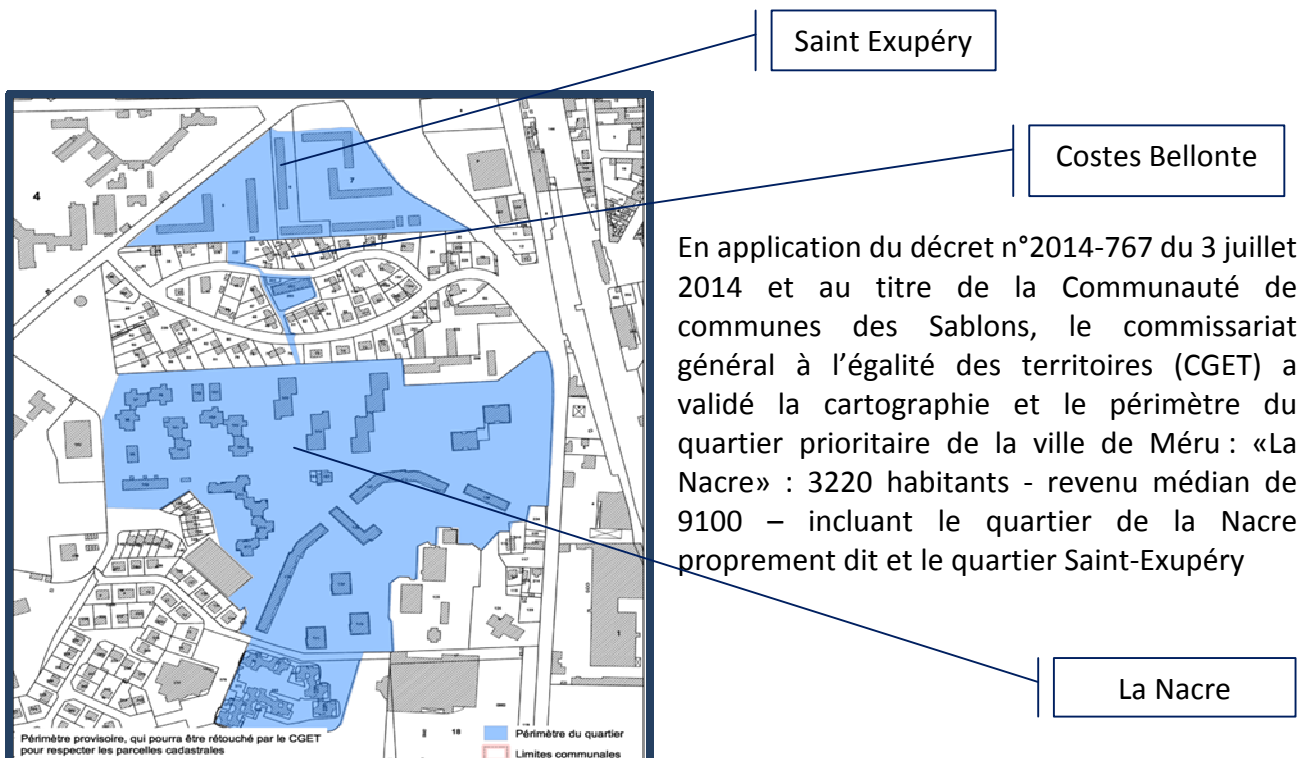 Saint Exupéry
Costes Bellonte
En application du décret n°2014-767 du 3 juillet
2014 et au titre de la Communauté de
communes des Sablons, le commissariat
général à l’égalité des territoires (CGET) a
validé la cartographie et le périmètre du
quartier prioritaire de la ville de Méru : «La
Nacre» : 3220 habitants - revenu médian de
9100 – incluant le quartier de la Nacre
proprement dit et le quartier Saint-Exupéry
La Nacre
4
7
18
Périmètre provisoire, qui pourra être rétouché par le CGET
pour respecter les parcelles cadastrales
Périmètre du quartier
Limites communales